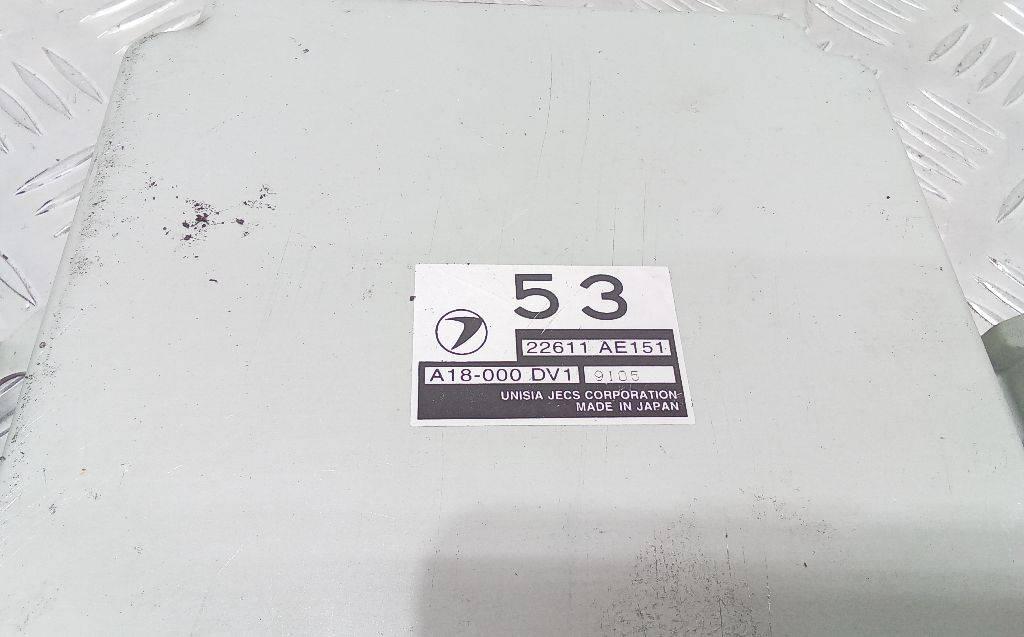 53
22611 AE151
A18-000 DV1 9105
UNISIA JECS CORPORATION
MADE IN JAPAN